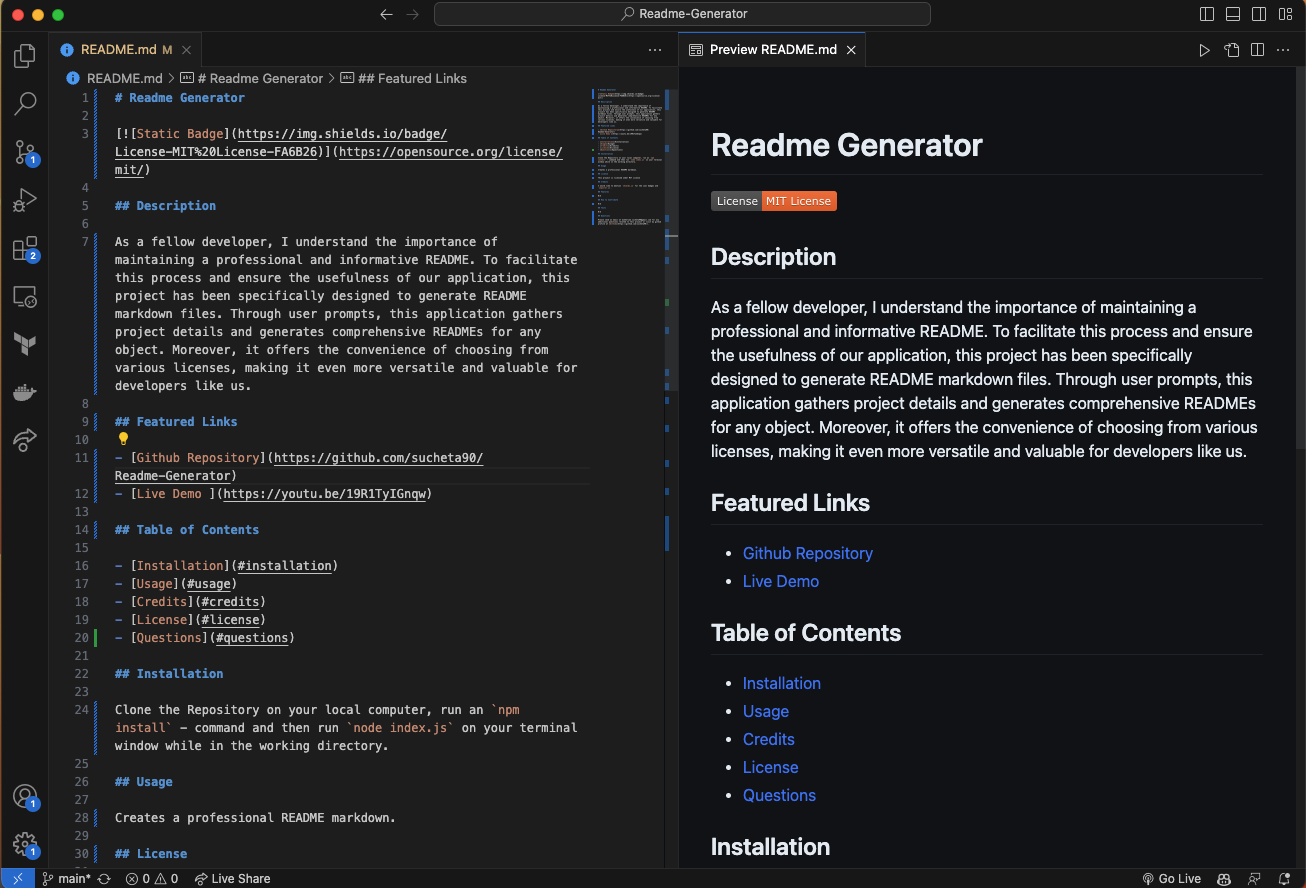 Readme-Generator
README.md M
Preview README.md
README.md > # Readme Generator > ## Featured Links
1 # Readme Generator
2
3 [![Static Badge](https://img.shields.io/badge/
License-MIT%20License-FA6B26)](https://opensource.org/license/
mit/)
4
5 ## Description
6
7 As a fellow developer, I understand the importance of
maintaining a professional and informative README. To facilitate
this process and ensure the usefulness of our application, this
project has been specifically designed to generate README
markdown files. Through user prompts, this application gathers
project details and generates comprehensive READMEs for any
object. Moreover, it offers the convenience of choosing from
various licenses, making it even more versatile and valuable for
developers like us.
8
9 ## Featured Links
10
11 - [Github Repository](https://github.com/sucheta90/
Readme-Generator)
12 - [Live Demo ](https://youtu.be/19R1TyIGnqw)
13
14 ## Table of Contents
15
16 - [Installation](#installation)
17 - [Usage](#usage)
18 - [Credits](#credits)
19 - [License](#license)
20 - [Questions](#questions)
21
22 ## Installation
23
24 Clone the Repository on your local computer, run an `npm
install` - command and then run `node index.js` on your terminal
window while in the working directory.
25
26 ## Usage
27
28 Creates a professional README markdown.
29
30 ## License
Readme Generator
License MIT License
Description
As a fellow developer, I understand the importance of maintaining a
professional and informative README. To facilitate this process and ensure
the usefulness of our application, this project has been specifically
designed to generate README markdown files. Through user prompts, this
application gathers project details and generates comprehensive READMEs
for any object. Moreover, it offers the convenience of choosing from various
licenses, making it even more versatile and valuable for developers like us.
Featured Links
• Github Repository
• Live Demo
Table of Contents
• Installation
• Usage
• Credits
• License
• Questions
Installation
1
2
1
1
main* 0 0 Live Share
Go Live